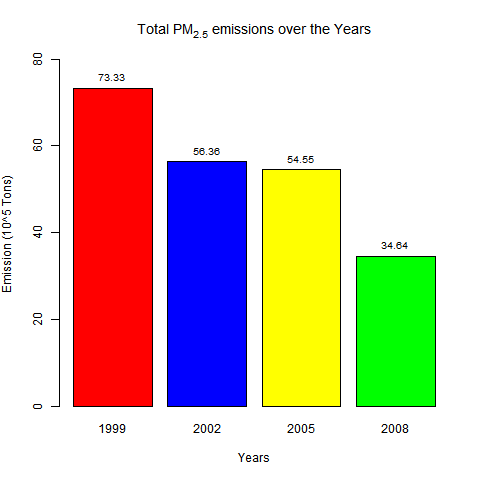 Total PM2.5 emissions over the Years
Emission (10^5 Tons)
80
60
40
20
0
73.33
56.36
54.55
34.64
1999 2002 2005 2008
Years